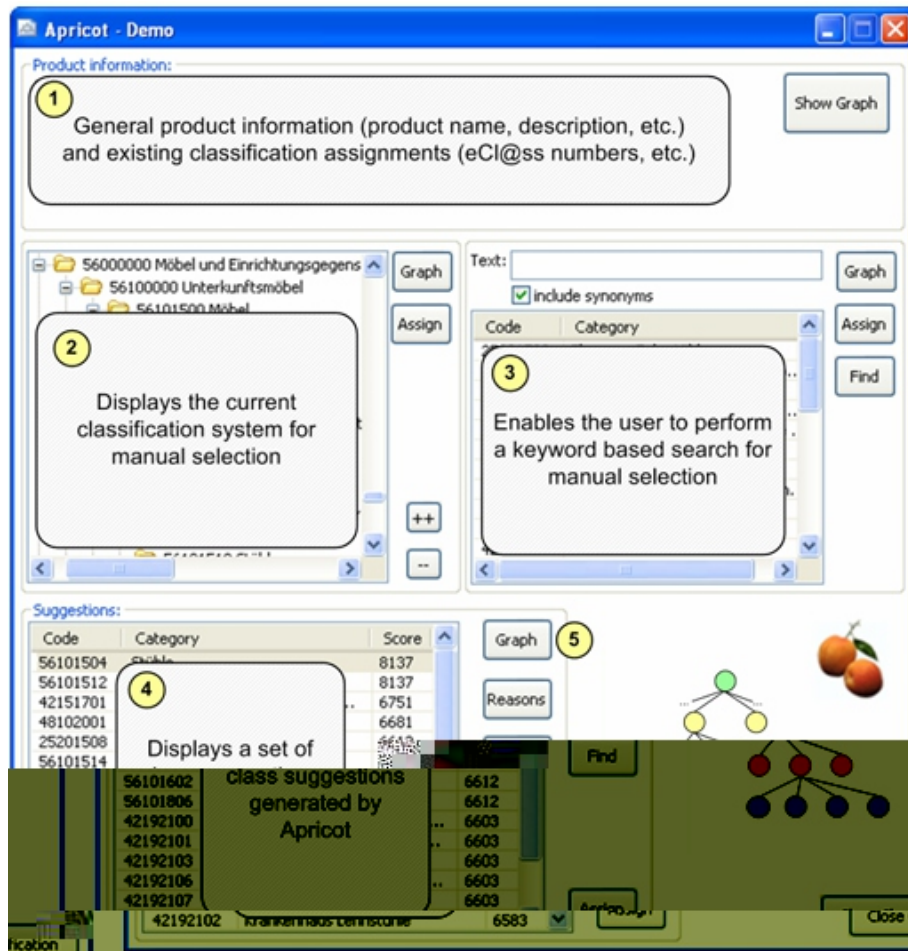 Apricot - Demo
Product information:
1
General product information (product name, description, etc.)
and existing classification assignments (eCl@ss numbers, etc.)
Show Graph
56000000 Möbel und Einrichtungsgegens
56100000 Unterkunftsmöbel
56101500 Möbel
2
Displays the current
classification system for
manual selection
Graph
Assign
++
--
Text:
include synonyms
Code Category
3
Enables the user to perform
a keyword based search for
manual selection
Graph
Assign
Find
Suggestions:
Code Category Score
56101504 Stühle 8137
56101512 8137
42151701 .. 6751
48102001 6681
25201508
56101514
4
Displays a set of
class suggestions
generated by
Apricot
56101602 6612
56101806 6612
42192100 ... 6603
42192101 .. 6603
42192103 6603
42192106 .. 6603
42192107 6603
42192102 Krankenhaus Lehnstühle 6583
Graph
5
Reasons
Find
Assign
Close
... ...